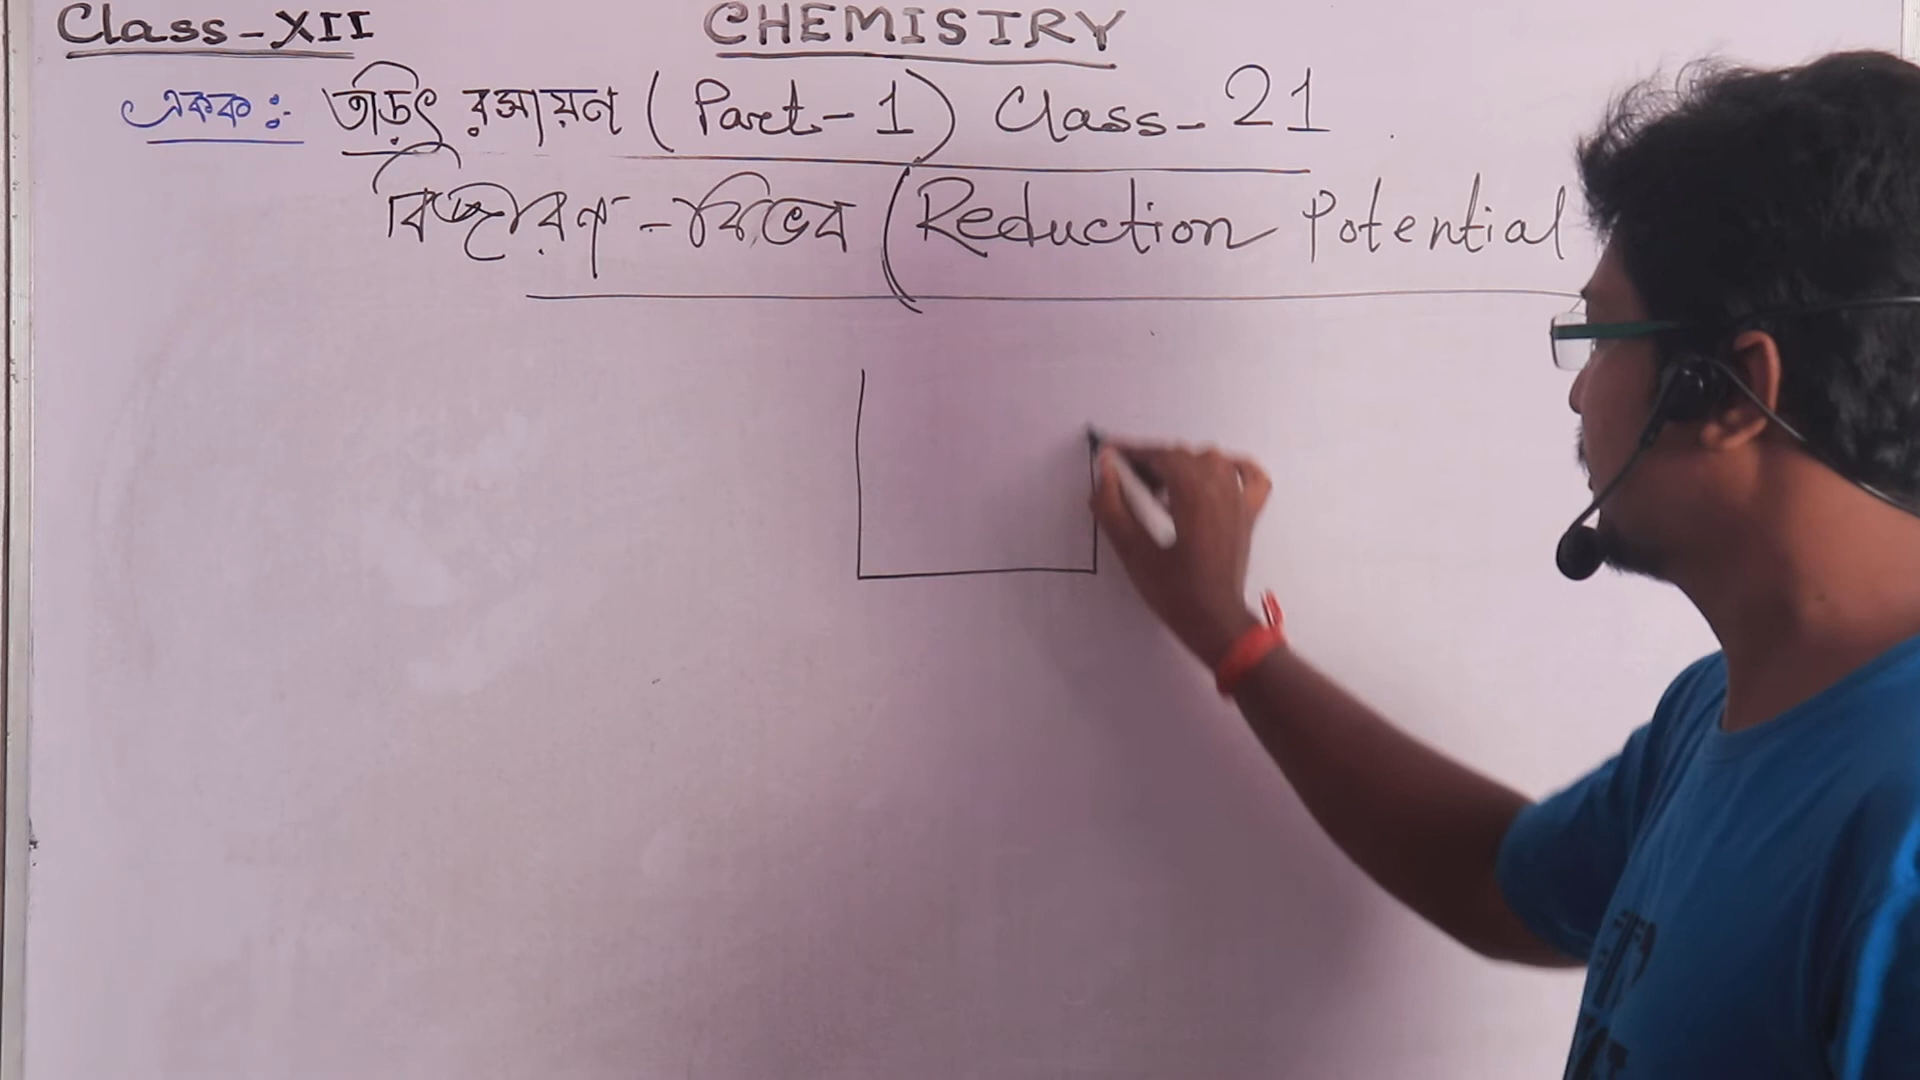 Class-XII
CHEMISTRY
একক:- তড়িৎ রসায়ন (Part-1) Class-21
বিজারণ-বিভব (Reduction Potential